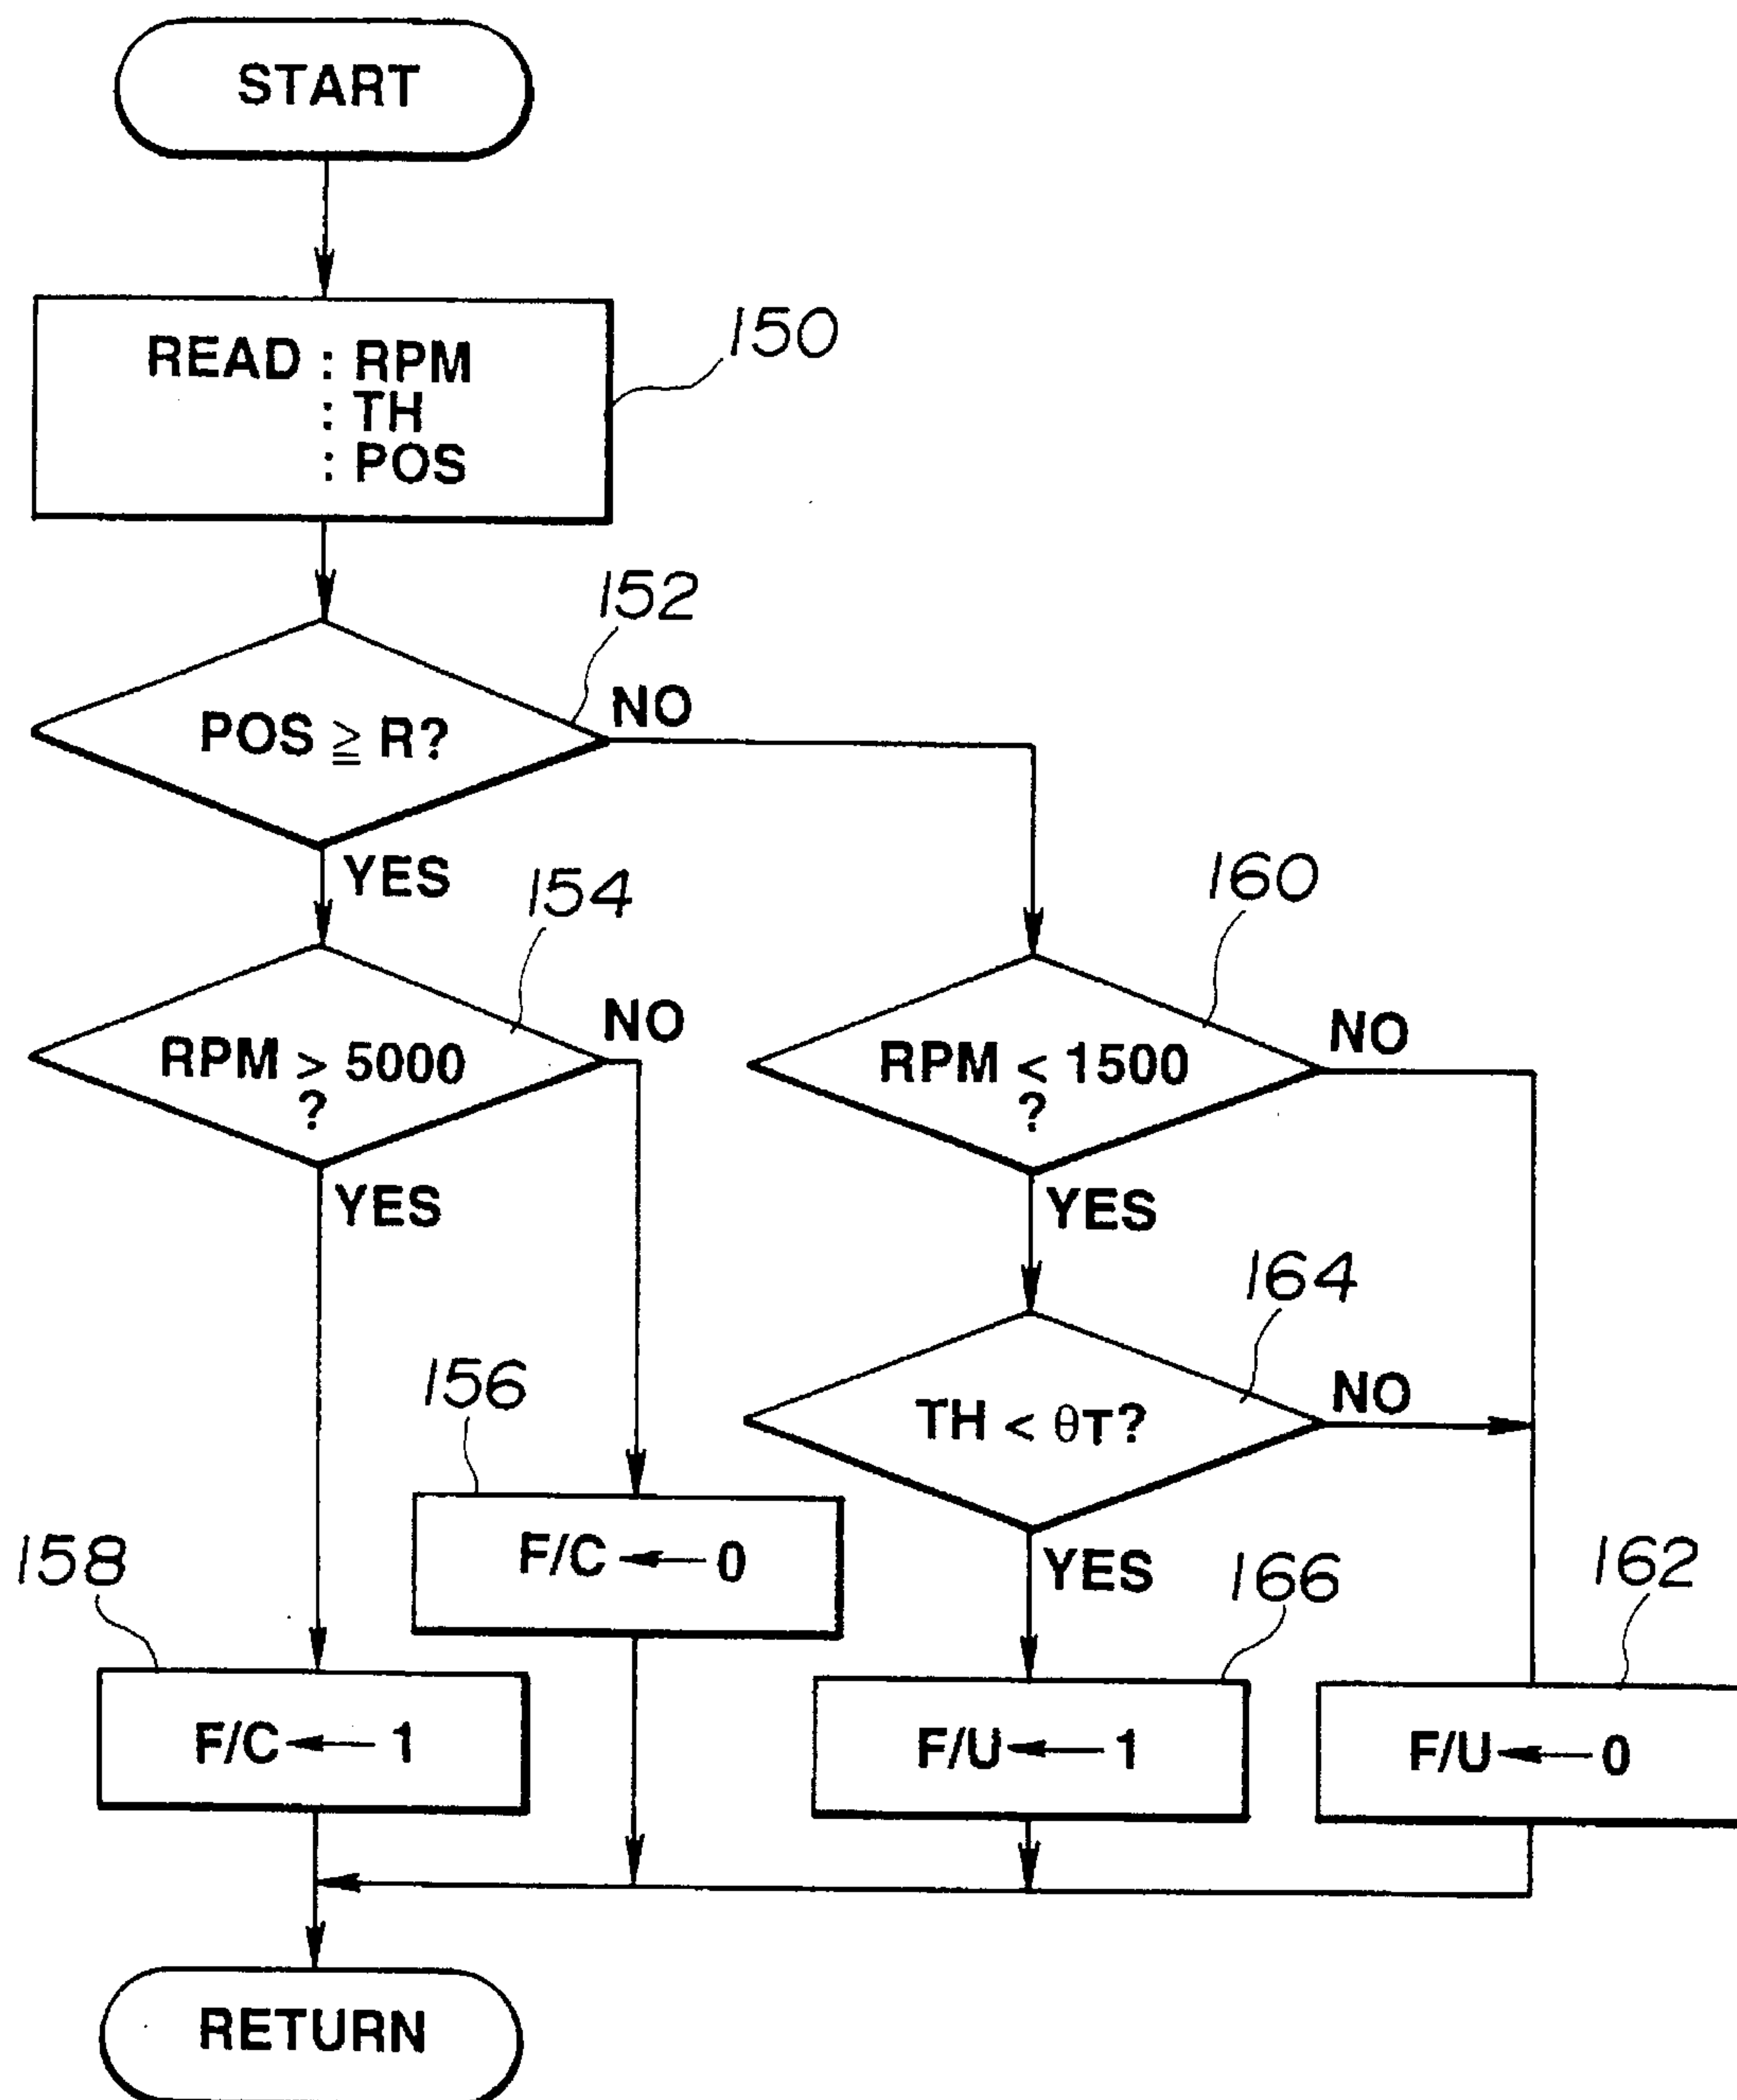 START
READ : RPM
: TH
: POS
150
152
POS ≧ R?
NO
YES
154
160
RPM > 5000
?
NO
RPM < 1500
?
NO
YES
YES
164
156
TH < θT?
NO
158
F/C ← 0
YES
166
162
F/C ← 1
F/U ← 1
F/U ← 0
RETURN